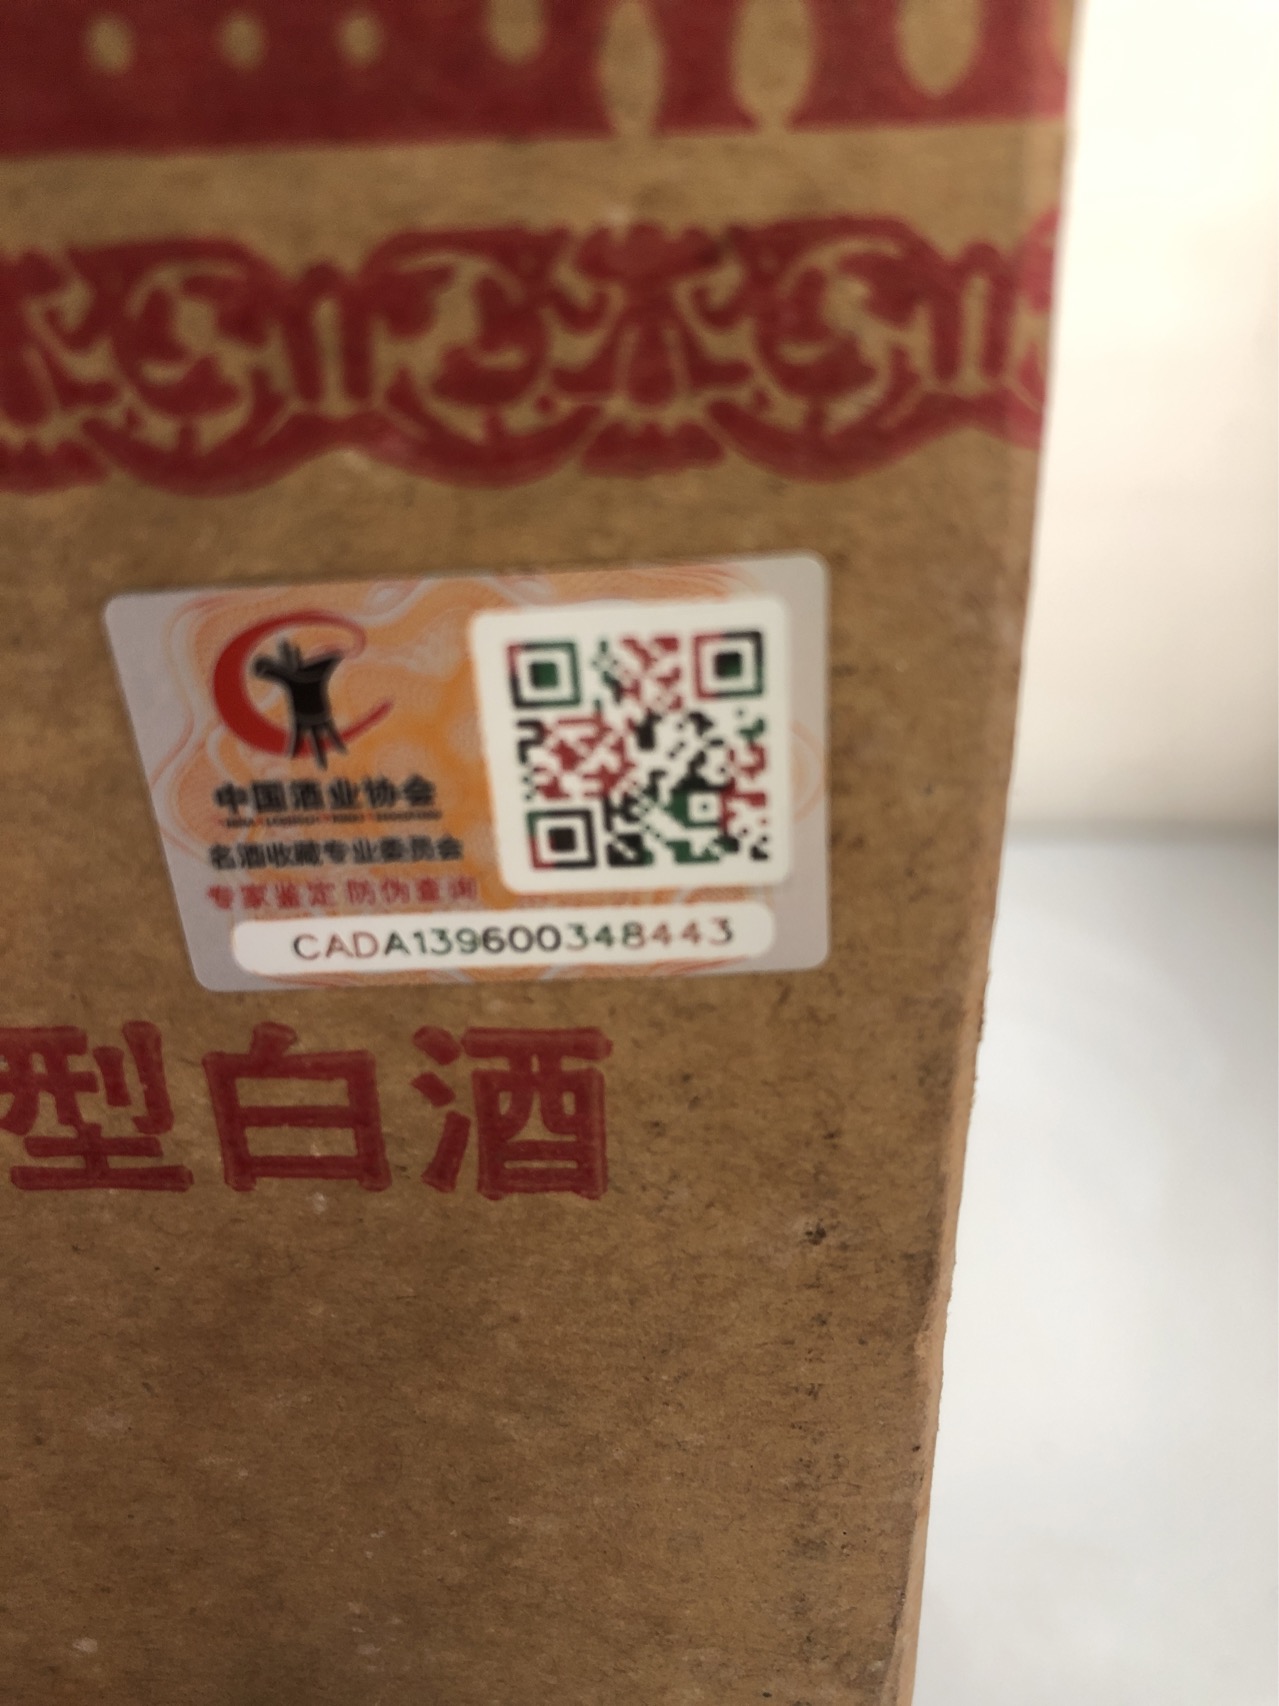 中国酒业协会
名酒收藏专业委员会
专家鉴定 防伪查询
CADA139600348443
型白酒